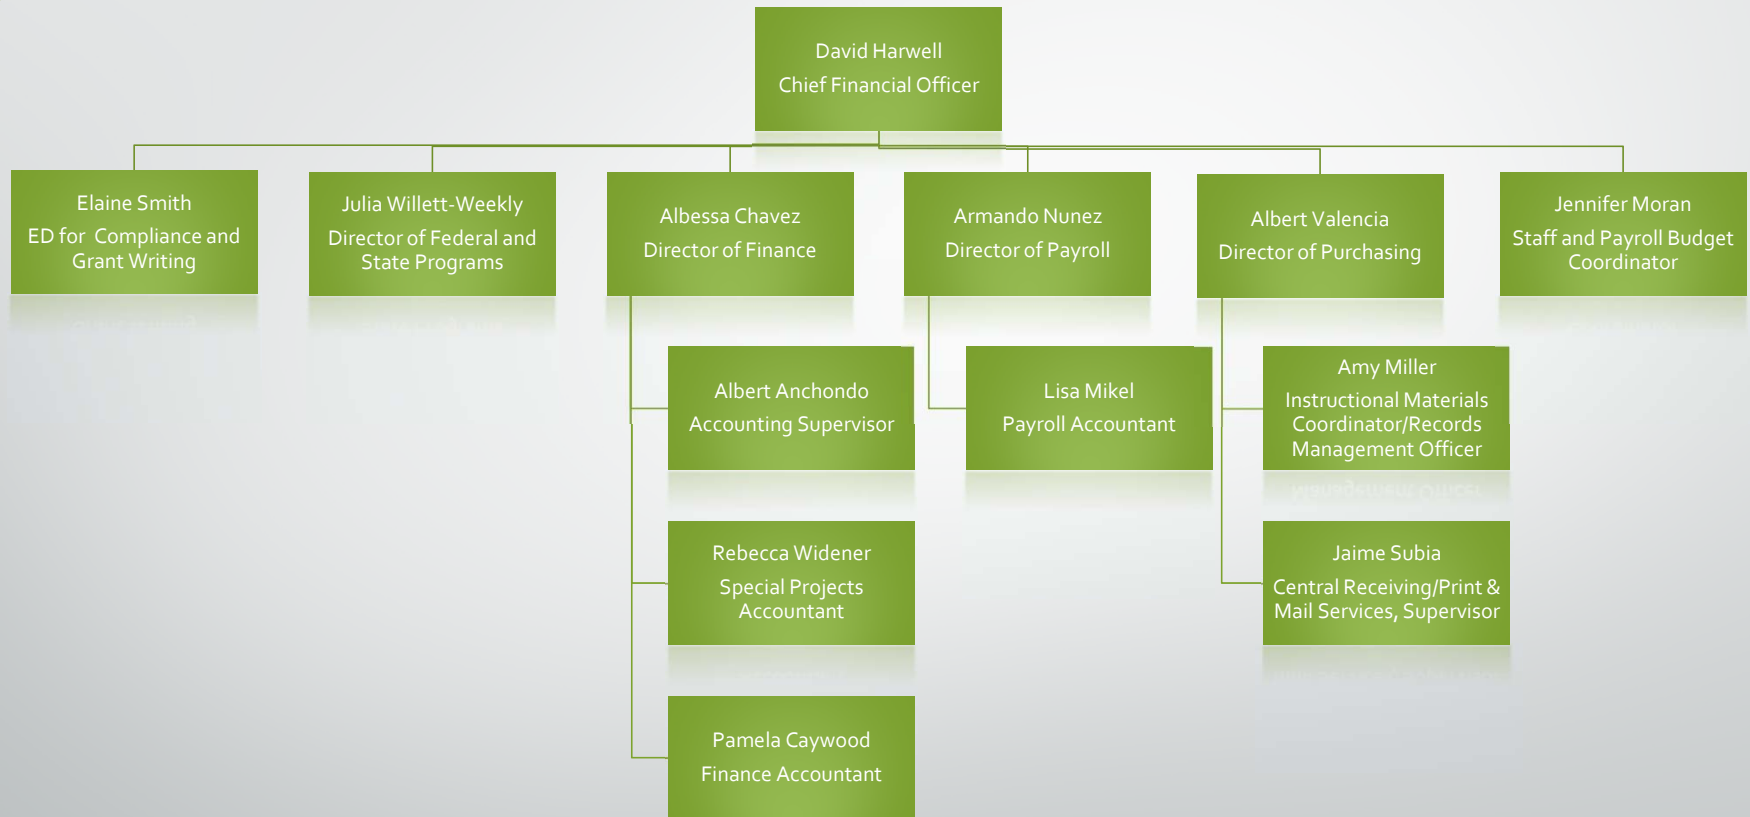 David Harwell
Chief Financial Officer
Elaine Smith
ED for Compliance and
Grant Writing
Julia Willett-Weekly
Director of Federal and
State Programs
Albessa Chavez
Director of Finance
Armando Nunez
Director of Payroll
Albert Valencia
Director of Purchasing
Jennifer Moran
Staff and Payroll Budget
Coordinator
Albert Anchondo
Accounting Supervisor
Lisa Mikel
Payroll Accountant
Amy Miller
Instructional Materials
Coordinator/Records
Management Officer
Rebecca Widener
Special Projects
Accountant
Jaime Subia
Central Receiving/Print &
Mail Services, Supervisor
Pamela Caywood
Finance Accountant